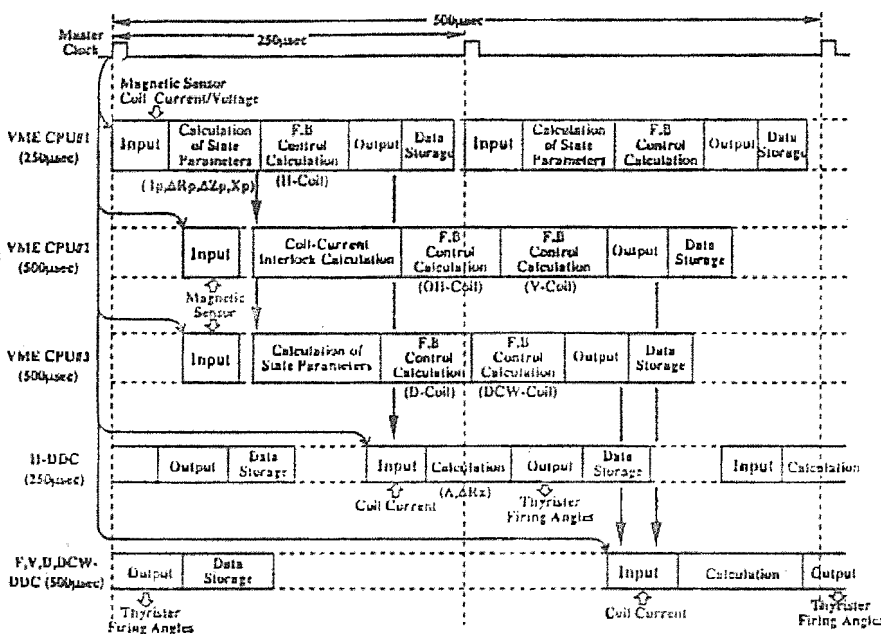 500μsec
Master
Clock
250μsec
Magnetic Sensor
Coil Current/Voltage
VME CPU#1
(250μsec)
Input
Calculation
of State
Parameters
F.B
Control
Calculation
Output
Data
Storage
Input
Calculation
of State
Parameters
F.B
Control
Calculation
Output
Data
Storage
(Ip,ΔRp,ΔZp,Xp)
(H-Coil)
VME CPU#2
(500μsec)
Input
Coil-Current
Interlock Calculation
F.B
Control
Calculation
F.B
Control
Calculation
Output
Data
Storage
(OH-Coil)
(V-Coil)
Magnetic
Sensor
VME CPU#3
(500μsec)
Input
Calculation of
State Parameters
F.B
Control
Calculation
F.B
Control
Calculation
Output
Data
Storage
(D-Coil)
(DCW-Coil)
H-DDC
(250μsec)
Output
Data
Storage
Input
Calculation
Output
Data
Storage
Input
Calculation
Coil Current
(A,ΔRz)
Thyrister
Firing Angles
F,V,D,DCW-
DDC (500μsec)
Output
Data
Storage
Input
Calculation
Output
Thyrister
Firing Angles
Coil Current
Thyrister
Firing Angles